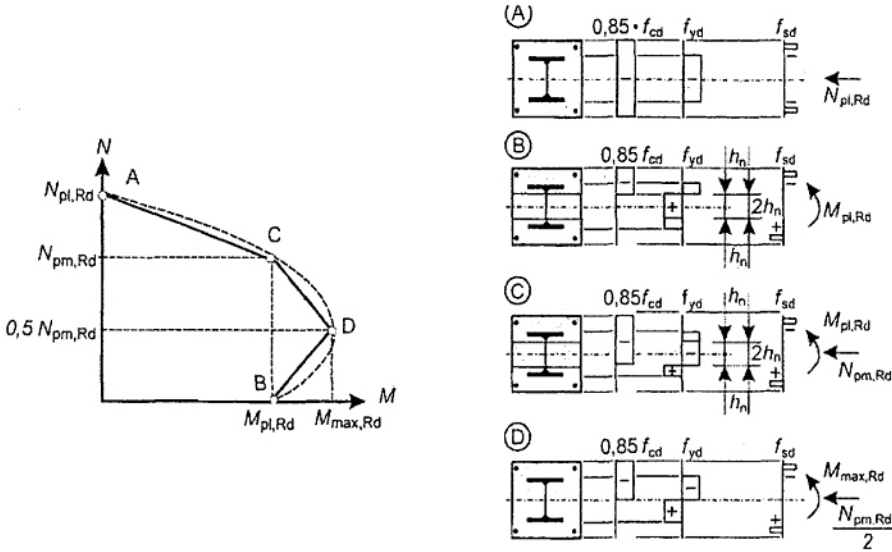 N
N_pl,Rd
A
N_pm,Rd
C
0,5 N_pm,Rd
D
B
M_pl,Rd
M_max,Rd
M
A
0,85 • f_cd f_yd f_sd
N_pl,Rd
B
0,85 f_cd f_yd h_n f_sd
−
−
+
2h_n
+
M_pl,Rd
h_n
C
0,85f_cd f_yd h_n f_sd
−
−
M_pl,Rd
−
2h_n
+
+
N_pm,Rd
h_n
D
0,85 f_cd f_yd f_sd
−
−
−
M_max,Rd
+
+
N_pm,Rd
2